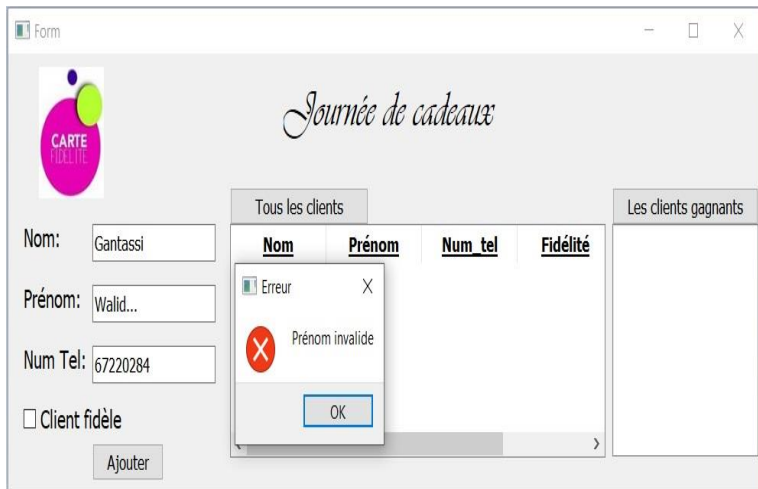 Form
CARTE
FIDELITE
Journée de cadeaux
Tous les clients
Les clients gagnants
Nom: Gantassi
Nom Prénom Num_tel Fidélité
Erreur
Prénom: Walid...
Prénom invalide
Num Tel: 67220284
OK
Client fidèle
Ajouter